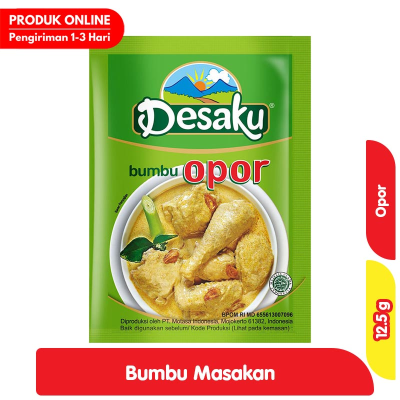 PRODUK ONLINE
Pengiriman 1-3 Hari
Desaku®
bumbu opor
BPOM RI MD 655613007096
Diproduksi oleh PT. Motasa Indonesia, Mojokerto 61382, Indonesia
Baik digunakan sebelum/ Kode Produksi (Lihat pada kemasan)
Opor
12.5 g
Bumbu Masakan